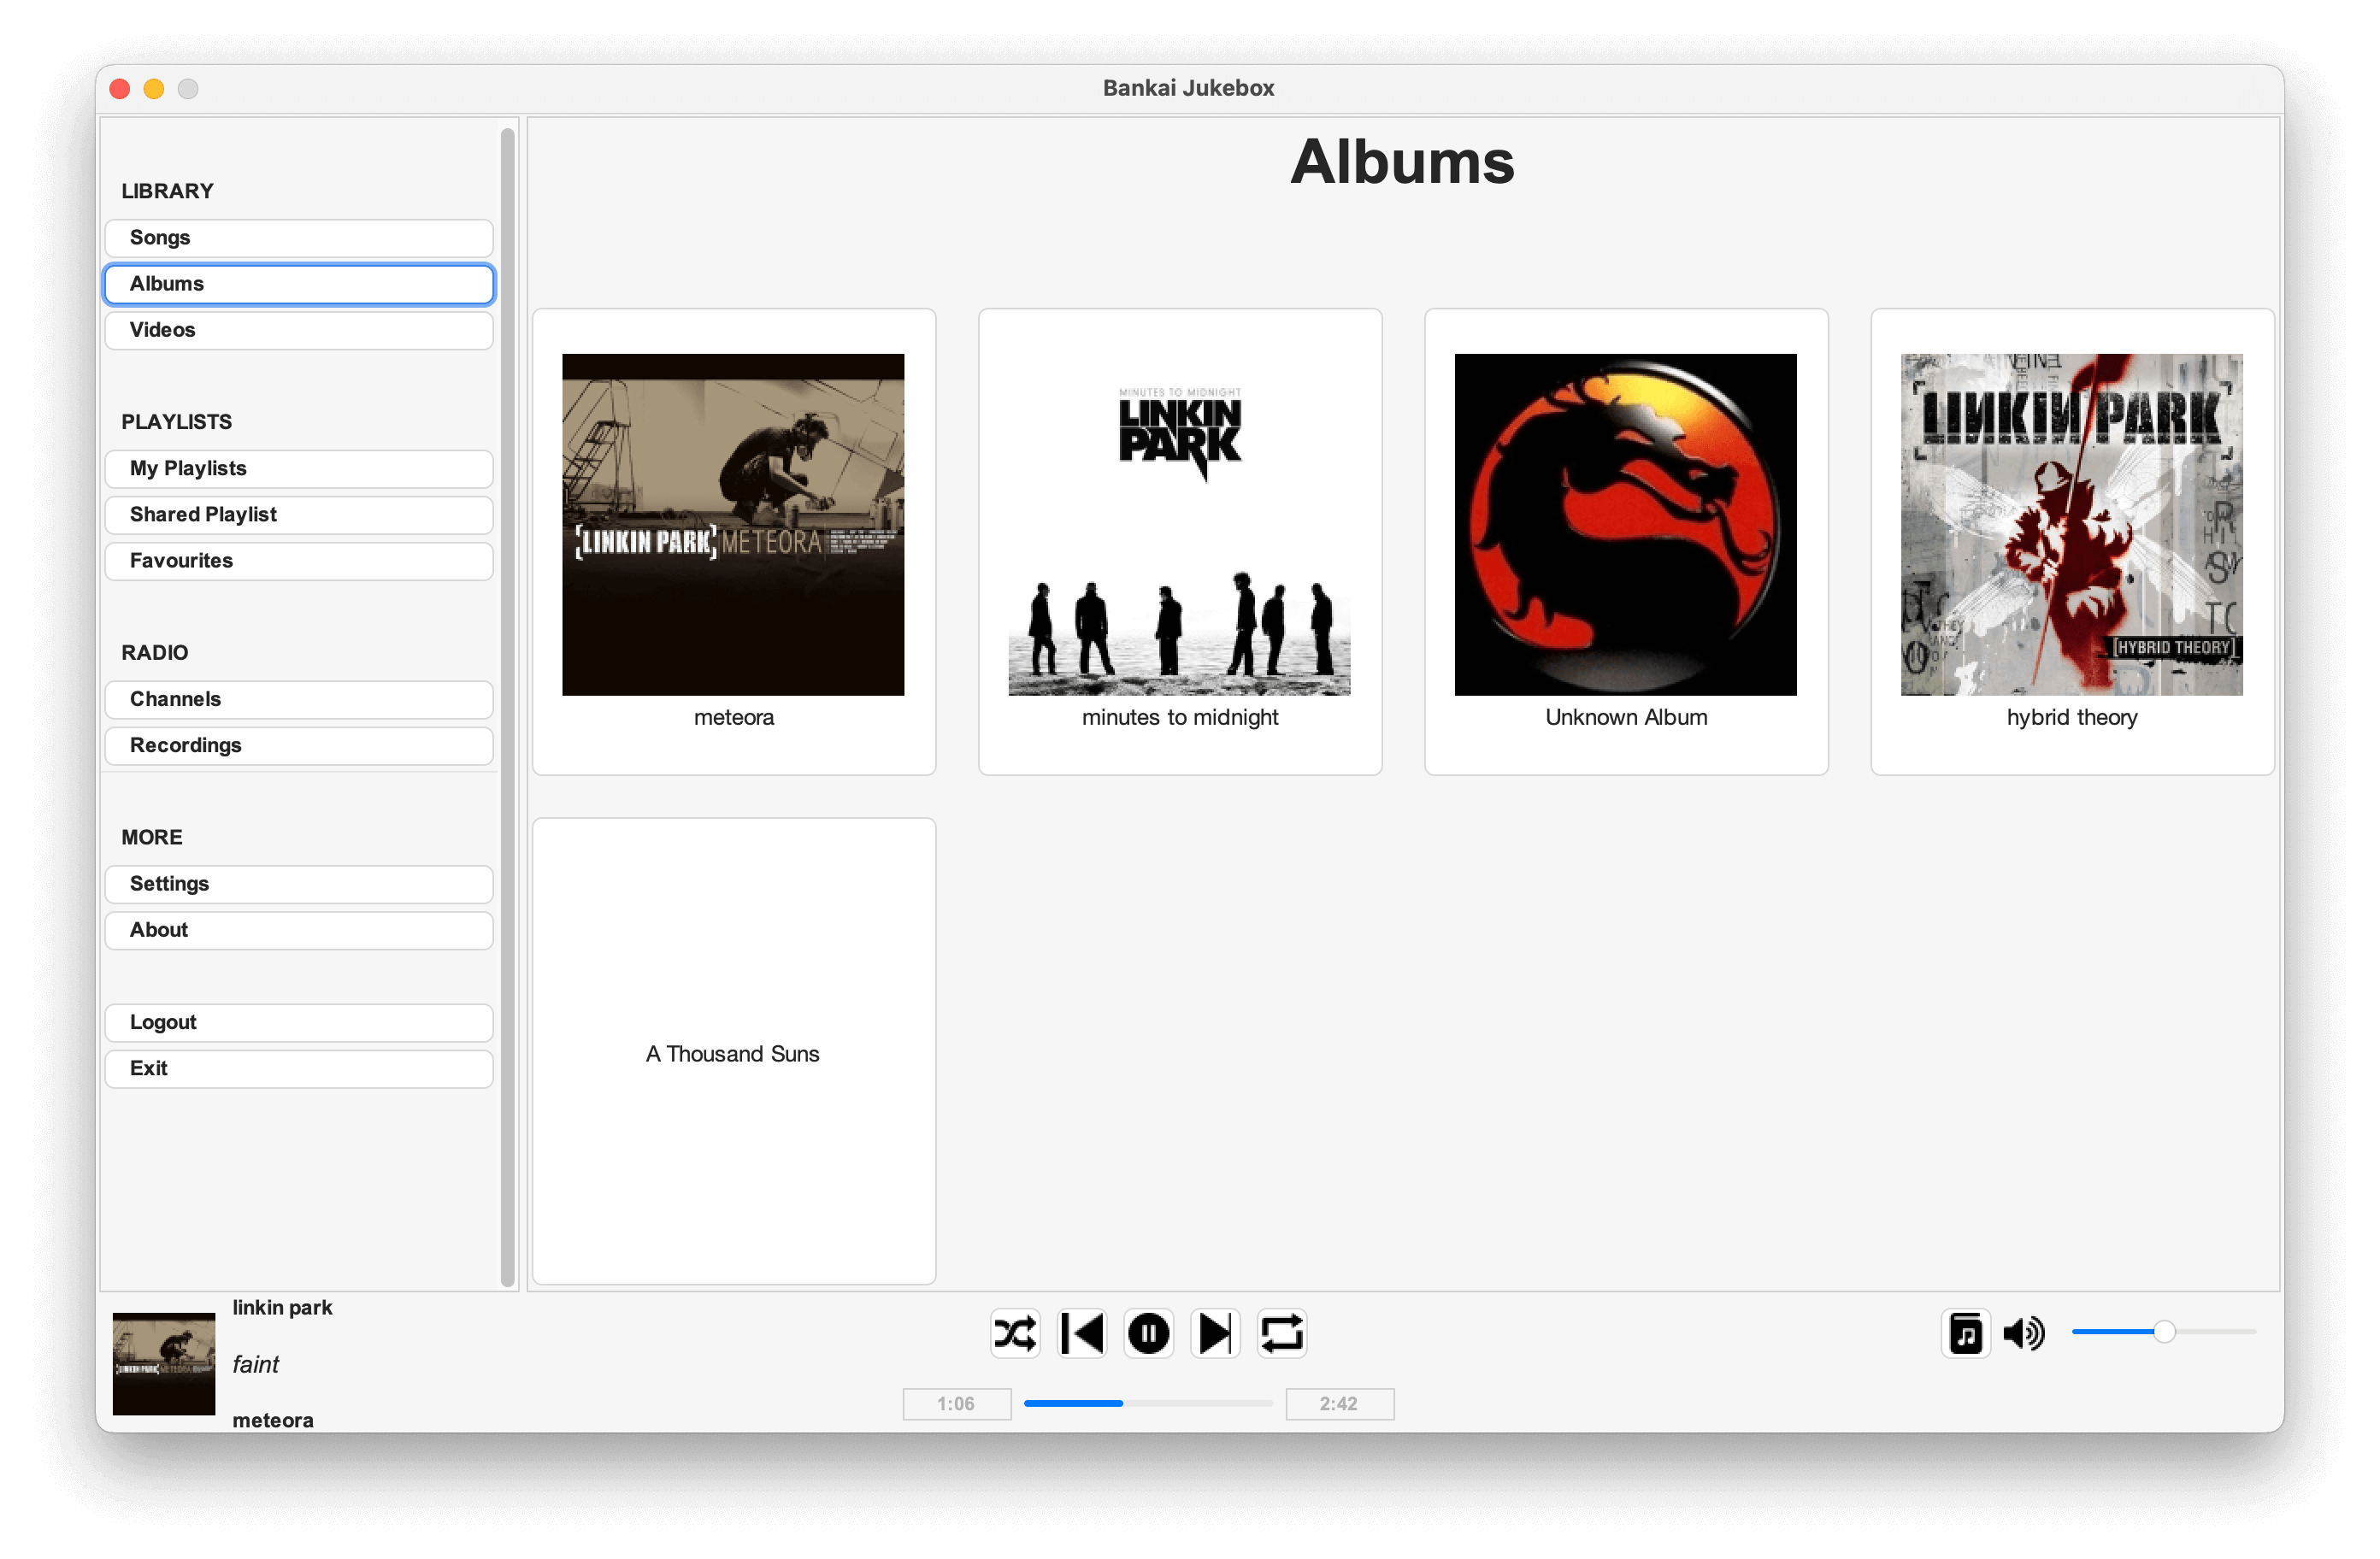 Bankai Jukebox
LIBRARY
Songs
Albums
Videos
PLAYLISTS
My Playlists
Shared Playlist
Favourites
RADIO
Channels
Recordings
MORE
Settings
About
Logout
Exit
Albums
[LINKIN PARK] METEORA
meteora
MINUTES TO MIDNIGHT
LINKIN
PARK
minutes to midnight
Unknown Album
[LINKIN PARK]
[HYBRID THEORY]
hybrid theory
A Thousand Suns
linkin park
faint
meteora
1:06
2:42